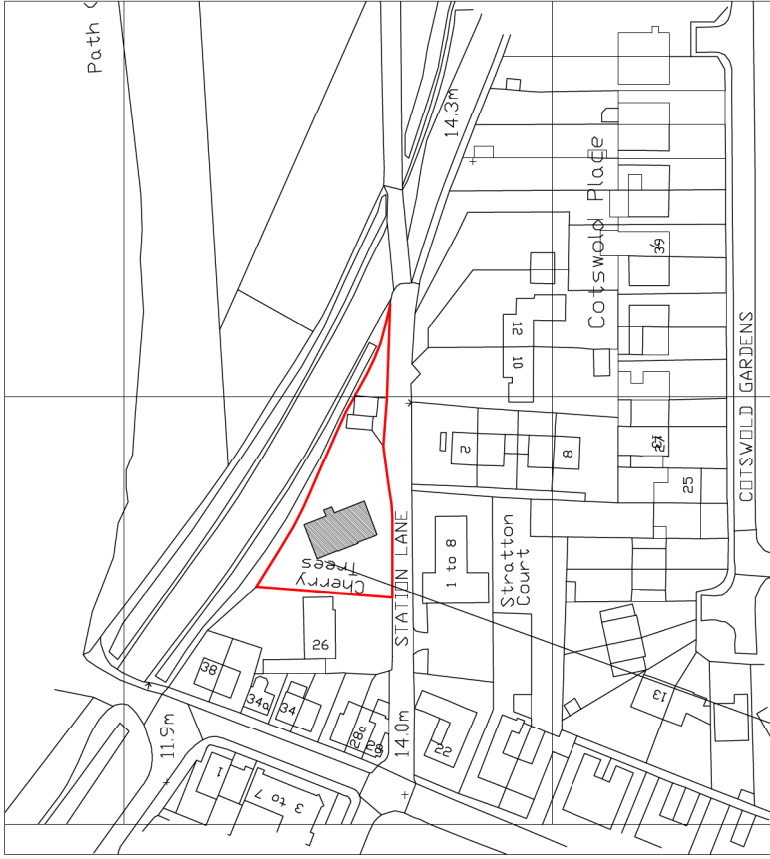 Path
14.3m
Cotswold Place
39
12
10
COTSWOLD GARDENS
2
8
25
STATION LANE
1 to 8
Stratton
Court
Cherry
Trees
26
38
34a
34
28c
28
14.0m
22
13
11.9m
1
3 to 7